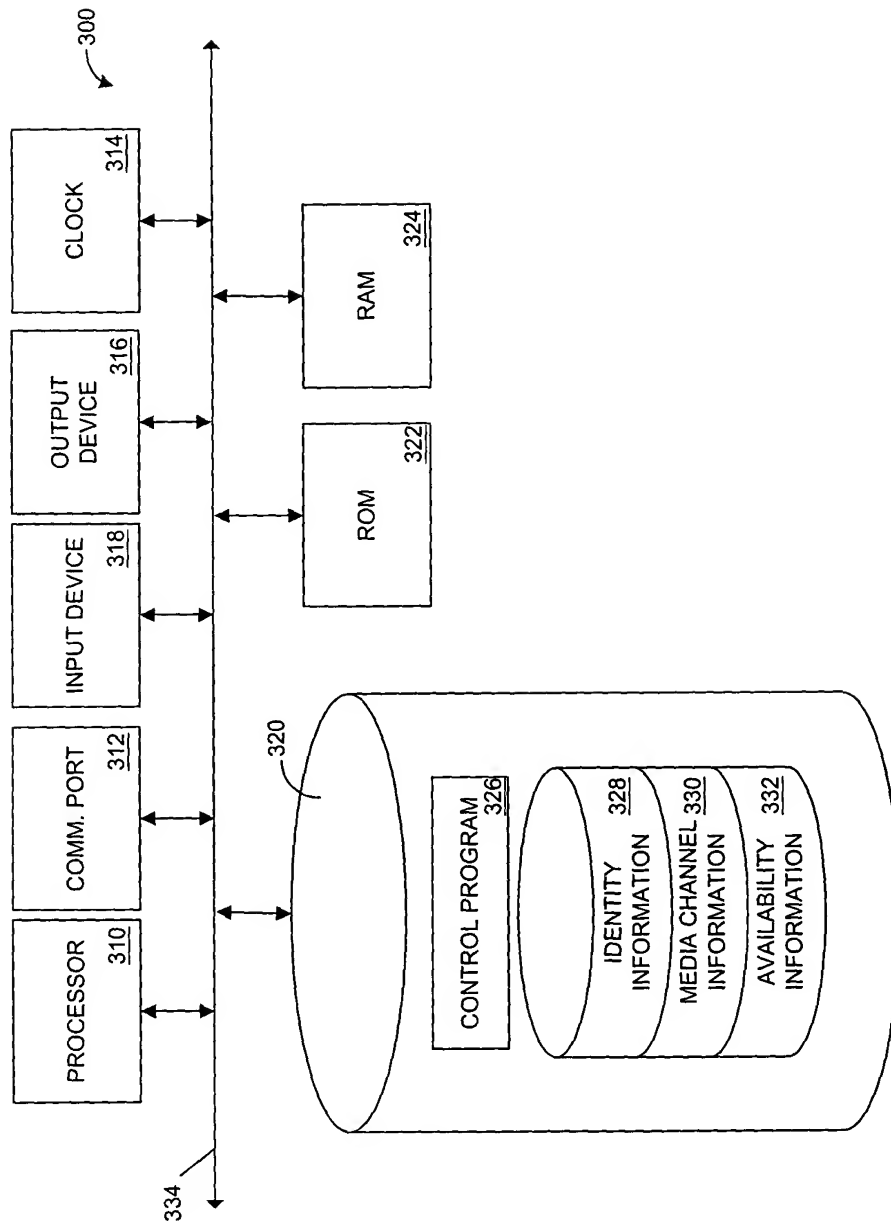 300
PROCESSOR
310
COMM. PORT
312
INPUT DEVICE
318
OUTPUT
DEVICE
316
CLOCK
314
334
320
ROM
322
RAM
324
CONTROL PROGRAM
326
IDENTITY
INFORMATION
328
MEDIA CHANNEL
INFORMATION
330
AVAILABILITY
INFORMATION
332